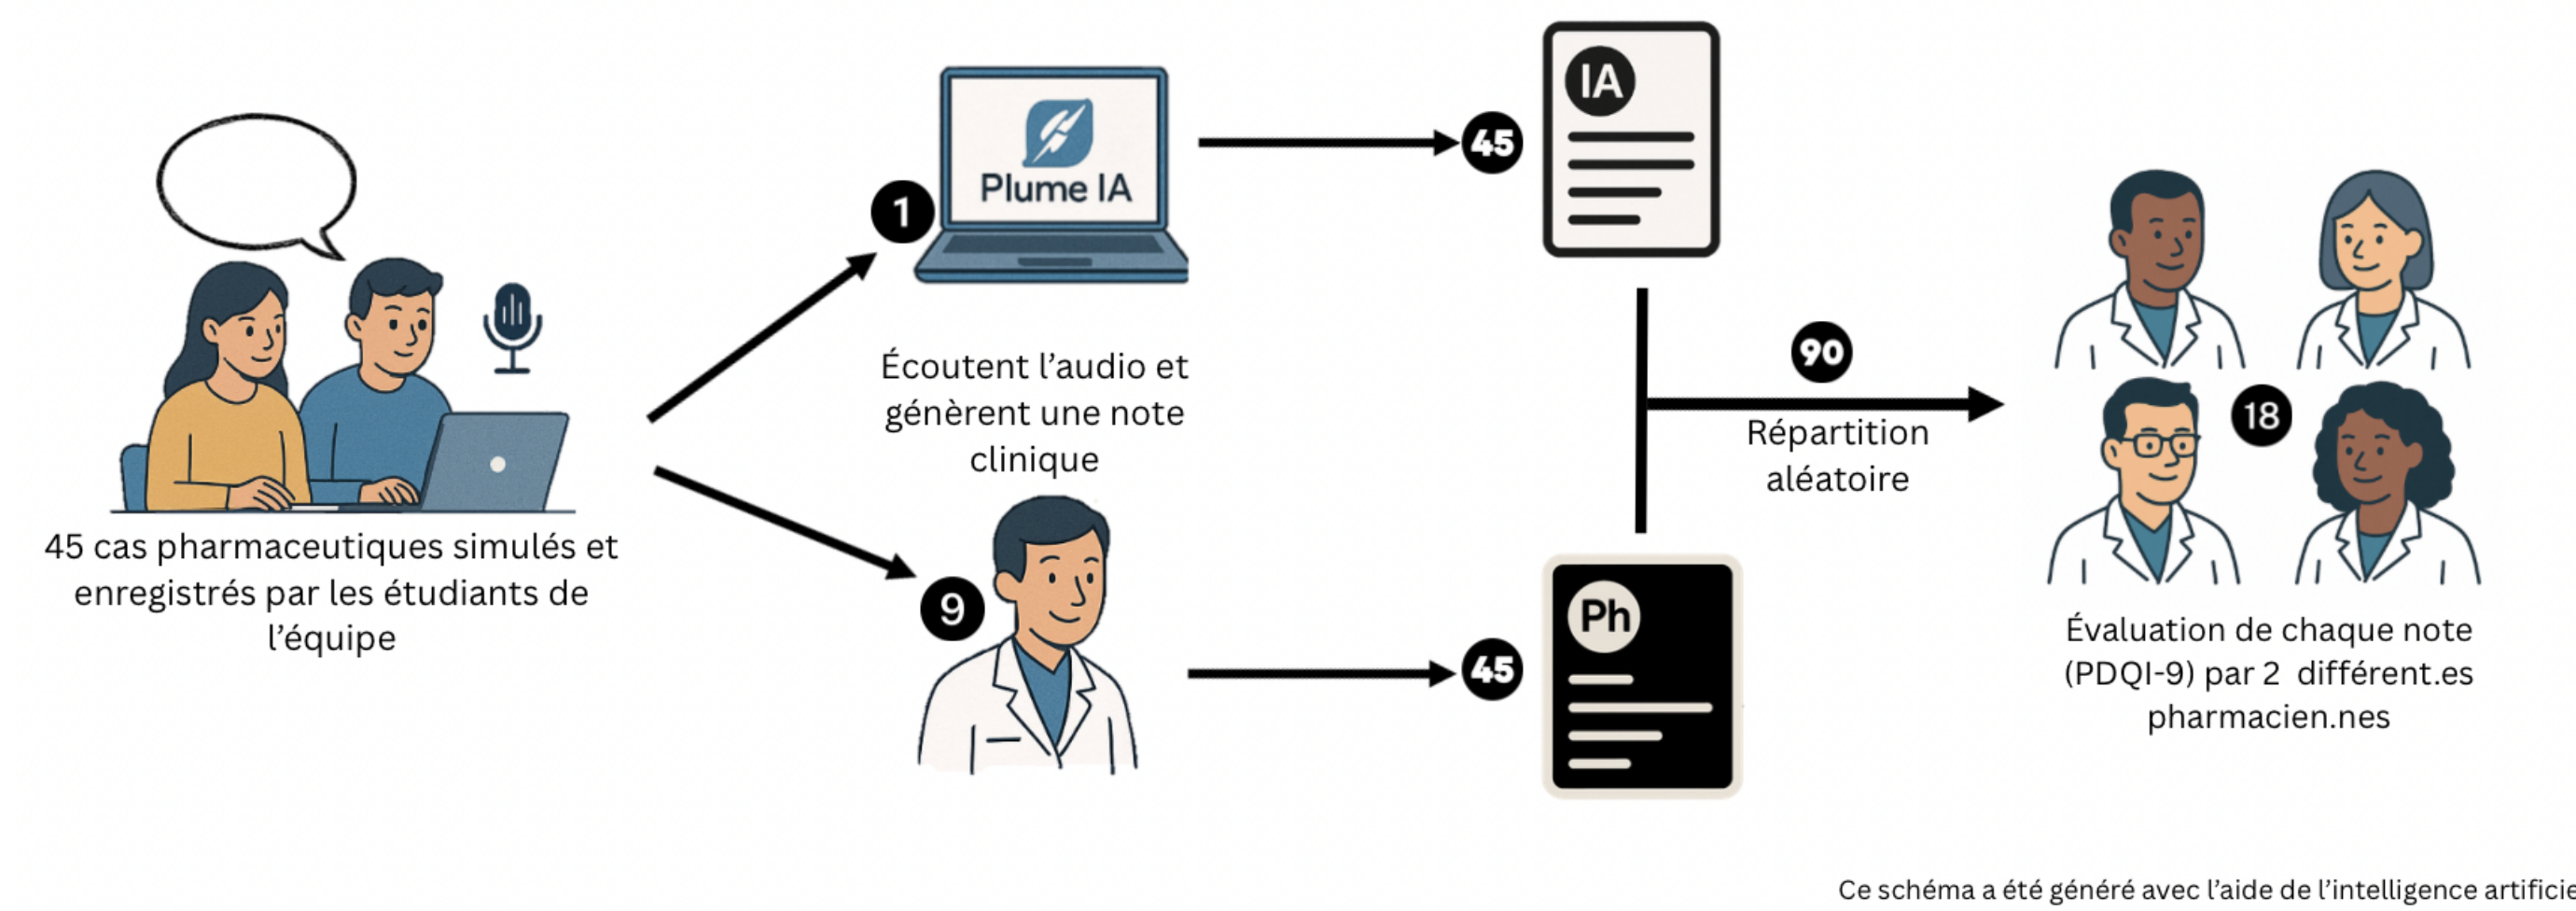 45 cas pharmaceutiques simulés et
enregistrés par les étudiants de
l'équipe
1
Plume IA
Écoutent l'audio et
génèrent une note
clinique
9
45
IA
45
Ph
90
Répartition
aléatoire
18
Évaluation de chaque note
(PDQI-9) par 2 différent.es
pharmacien.nes
Ce schéma a été généré avec l'aide de l'intelligence artificie